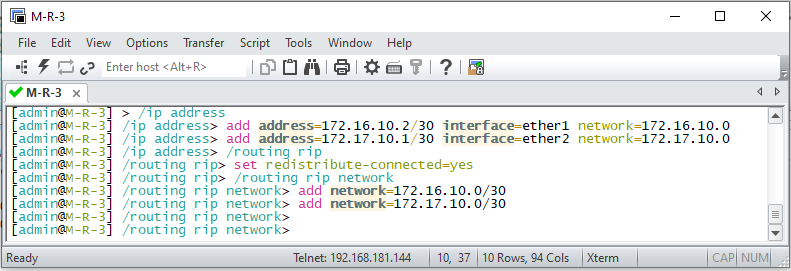 M-R-3
File Edit View Options Transfer Script Tools Window Help
Enter host <Alt+R>
M-R-3
[admin@M-R-3] > /ip address
[admin@M-R-3] /ip address> add address=172.16.10.2/30 interface=ether1 network=172.16.10.0
[admin@M-R-3] /ip address> add address=172.17.10.1/30 interface=ether2 network=172.17.10.0
[admin@M-R-3] /ip address> /routing rip
[admin@M-R-3] /routing rip> set redistribute-connected=yes
[admin@M-R-3] /routing rip> /routing rip network
[admin@M-R-3] /routing rip network> add network=172.16.10.0/30
[admin@M-R-3] /routing rip network> add network=172.17.10.0/30
[admin@M-R-3] /routing rip network>
[admin@M-R-3] /routing rip network>
Ready Telnet: 192.168.181.144 10, 37 10 Rows, 94 Cols Xterm CAP NUM